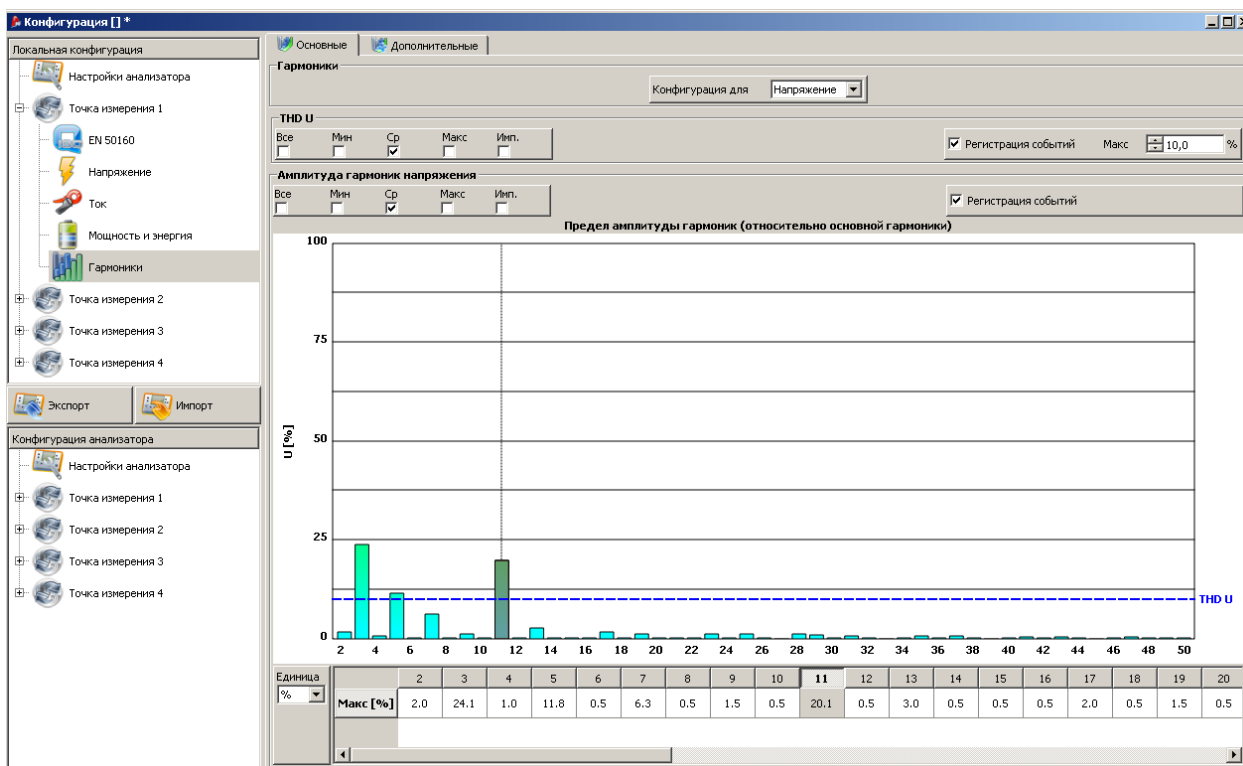 Конфигурация [] *
Локальная конфигурация
Настройки анализатора
Точка измерения 1
EN 50160
Напряжение
Ток
Мощность и энергия
Гармоники
Точка измерения 2
Точка измерения 3
Точка измерения 4
Экспорт Импорт
Конфигурация анализатора
Настройки анализатора
Точка измерения 1
Точка измерения 2
Точка измерения 3
Точка измерения 4
Основные Дополнительные
Гармоники
Конфигурация для Напряжение
THD U
Все Мин Ср Макс Имп.
Регистрация событий Макс 10,0 %
Амплитуда гармоник напряжения
Все Мин Ср Макс Имп.
Регистрация событий
Предел амплитуды гармоник (относительно основной гармоники)
100
75
50
25
0
U [%]
THD U
2 4 6 8 10 12 14 16 18 20 22 24 26 28 30 32 34 36 38 40 42 44 46 48 50
Единица
%
2 3 4 5 6 7 8 9 10 11 12 13 14 15 16 17 18 19 20
Макс [%] 2.0 24.1 1.0 11.8 0.5 6.3 0.5 1.5 0.5 20.1 0.5 3.0 0.5 0.5 0.5 2.0 0.5 1.5 0.5